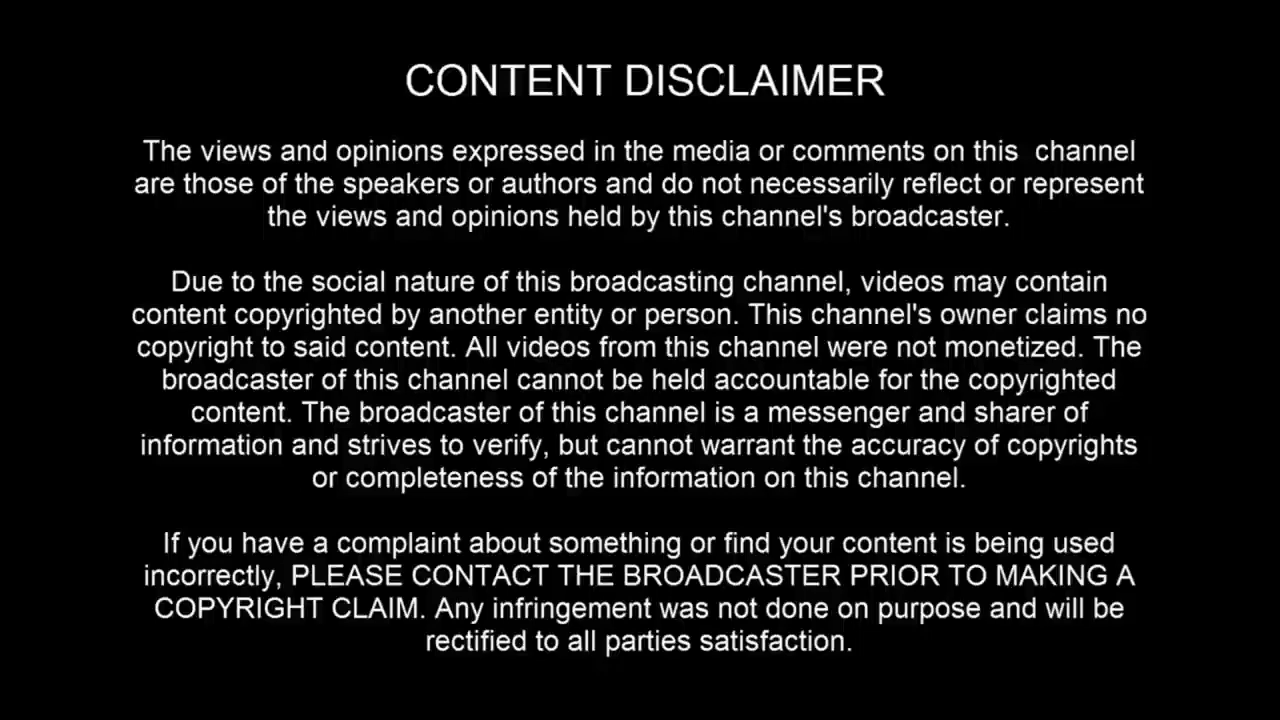 CONTENT DISCLAIMER
The views and opinions expressed in the media or comments on this  channel
are those of the speakers or authors and do not necessarily reflect or represent
the views and opinions held by this channel's broadcaster.
Due to the social nature of this broadcasting channel, videos may contain
content copyrighted by another entity or person. This channel's owner claims no
copyright to said content. All videos from this channel were not monetized. The
broadcaster of this channel cannot be held accountable for the copyrighted
content. The broadcaster of this channel is a messenger and sharer of
information and strives to verify, but cannot warrant the accuracy of copyrights
or completeness of the information on this channel.
If you have a complaint about something or find your content is being used
incorrectly, PLEASE CONTACT THE BROADCASTER PRIOR TO MAKING A
COPYRIGHT CLAIM. Any infringement was not done on purpose and will be
rectified to all parties satisfaction.